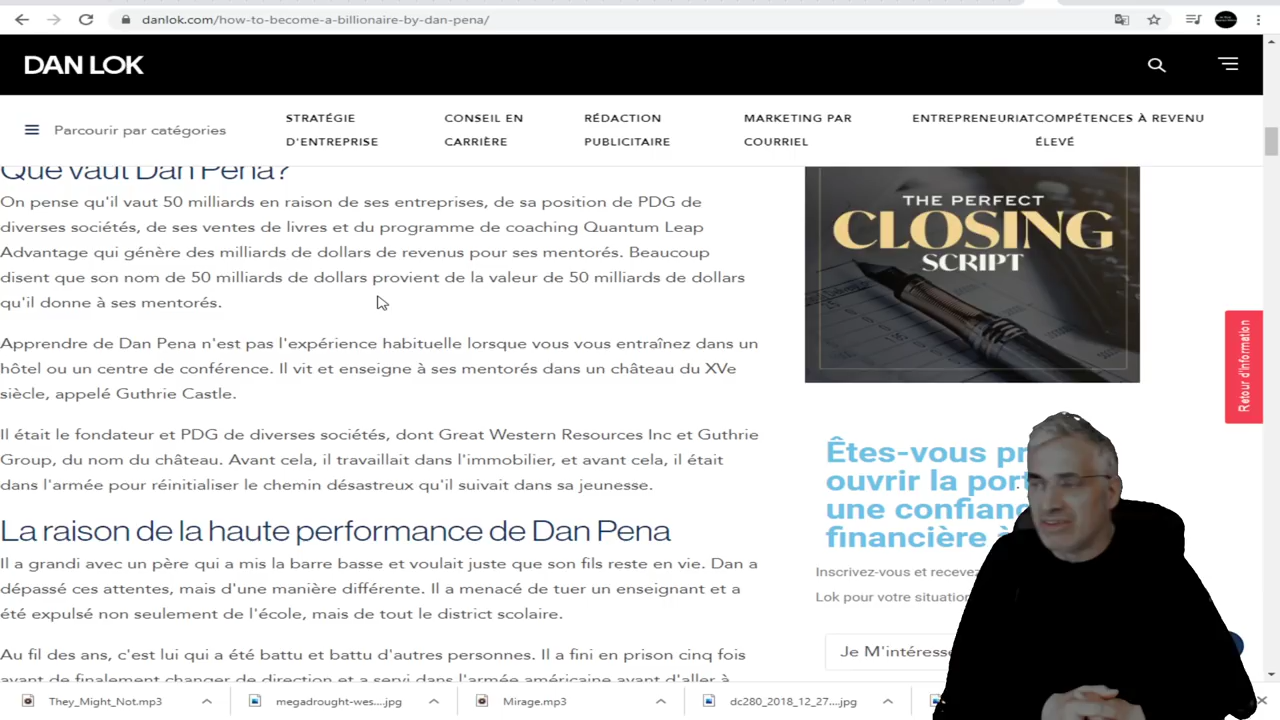 danlok.com/how-to-become-a-billionaire-by-dan-pena/
DAN LOK
Parcourir par catégories
STRATÉGIE
D'ENTREPRISE
CONSEIL EN
CARRIÈRE
RÉDACTION
PUBLICITAIRE
MARKETING PAR
COURRIEL
ENTREPRENEURIATCOMPÉTENCES À REVENU
ÉLEVÉ
Que vaut Dan Pena?
On pense qu'il vaut 50 milliards en raison de ses entreprises, de sa position de PDG de
diverses sociétés, de ses ventes de livres et du programme de coaching Quantum Leap
Advantage qui génère des milliards de dollars de revenus pour ses mentorés. Beaucoup
disent que son nom de 50 milliards de dollars provient de la valeur de 50 milliards de dollars
qu'il donne à ses mentorés.
Apprendre de Dan Pena n'est pas l'expérience habituelle lorsque vous vous entraînez dans un
hôtel ou un centre de conférence. Il vit et enseigne à ses mentorés dans un château du XVe
siècle, appelé Guthrie Castle.
Il était le fondateur et PDG de diverses sociétés, dont Great Western Resources Inc et Guthrie
Group, du nom du château. Avant cela, il travaillait dans l'immobilier, et avant cela, il était
dans l'armée pour réinitialiser le chemin désastreux qu'il suivait dans sa jeunesse.
La raison de la haute performance de Dan Pena
Il a grandi avec un père qui a mis la barre basse et voulait juste que son fils reste en vie. Dan a
dépassé ces attentes, mais d'une manière différente. Il a menacé de tuer un enseignant et a
été expulsé non seulement de l'école, mais de tout le district scolaire.
Au fil des ans, c'est lui qui a été battu et battu d'autres personnes. Il a fini en prison cinq fois
avant de finalement changer de direction et a servi dans l'armée américaine avant d'aller à
THE PERFECT
CLOSING
SCRIPT
Retour d'information
Êtes-vous pr
ouvrir la port
une confianc
financière à
Inscrivez-vous et recevez
Lok pour votre situation
Je M'intéresse
They_Might_Not.mp3
megadrought-wes....jpg
Mirage.mp3
dc280_2018_12_27....jpg